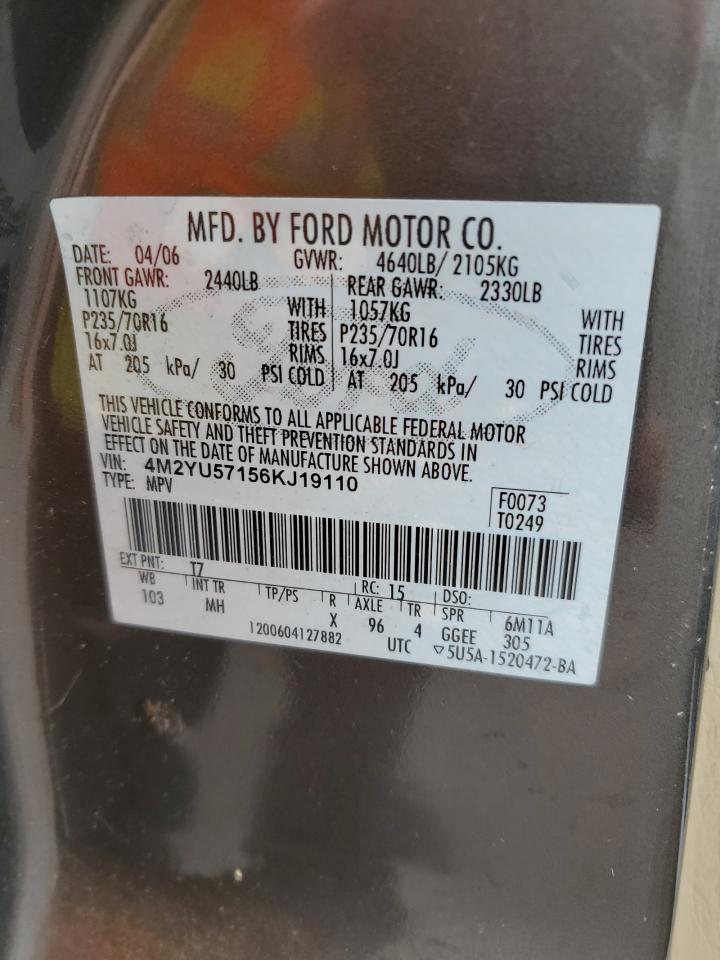 MFD. BY FORD MOTOR CO.
DATE: 04/06 GVWR: 4640LB/ 2105KG
FRONT GAWR: 2440LB REAR GAWR: 2330LB
1107KG WITH 1057KG WITH
P235/70R16 TIRES P235/70R16 TIRES
16x7.0J RIMS 16x7.0J RIMS
AT 205 kPa/ 30 PSI COLD AT 205 kPa/ 30 PSI COLD
THIS VEHICLE CONFORMS TO ALL APPLICABLE FEDERAL MOTOR
VEHICLE SAFETY AND THEFT PREVENTION STANDARDS IN
EFFECT ON THE DATE OF MANUFACTURE SHOWN ABOVE.
VIN: 4M2YU57156KJ19110
TYPE: MPV F0073
T0249
EXT PNT: T7 RC: 15 DSO:
WB INT TR TP/PS R AXLE TR SPR 6M11A
103 MH X 96 4 GGEE 305
1200604127882 UTC ▽5U5A-1520472-BA
Ford